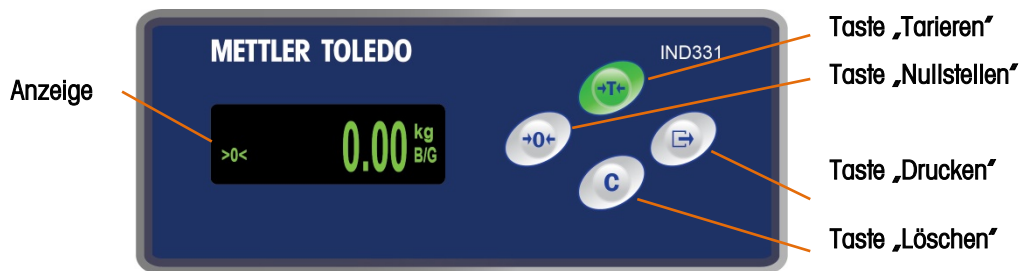 Taste „Tarieren“
METTLER TOLEDO
IND331
Taste „Nullstellen“
Anzeige
→T←
>0<
0.00 kg
B/G
→0←
Taste „Drucken“
C
Taste „Löschen“